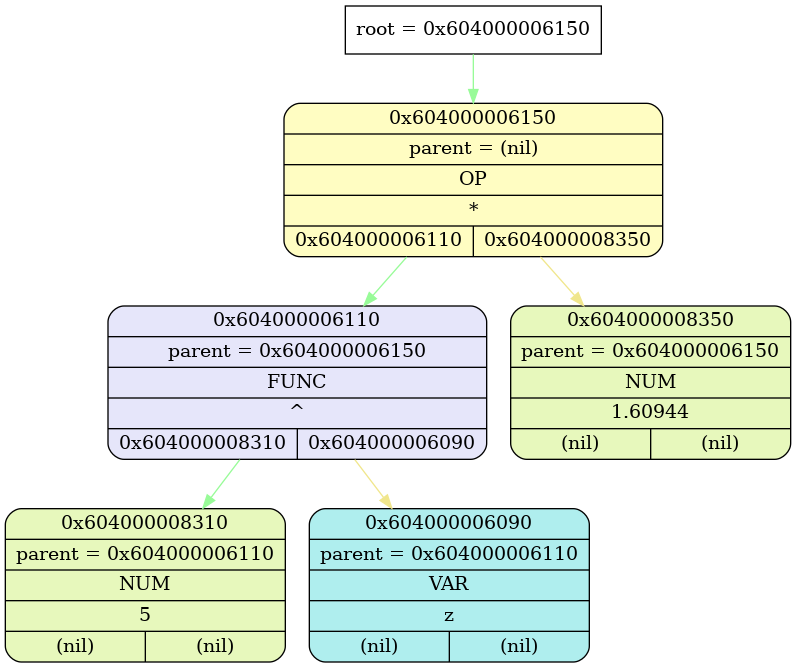 root = 0x604000006150
0x604000006150
parent = (nil)
OP
*
0x604000006110 0x604000008350
0x604000006110
parent = 0x604000006150
FUNC
^
0x604000008310 0x604000006090
0x604000008350
parent = 0x604000006150
NUM
1.60944
(nil) (nil)
0x604000008310
parent = 0x604000006110
NUM
5
(nil) (nil)
0x604000006090
parent = 0x604000006110
VAR
z
(nil) (nil)